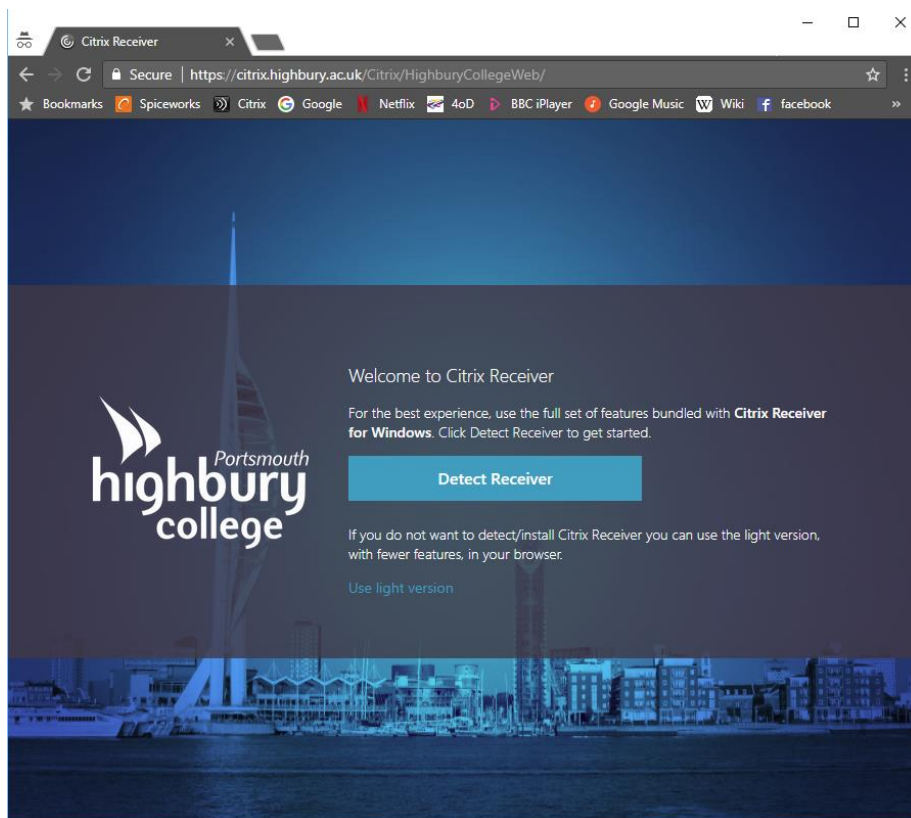 Citrix Receiver
Secure | https://citrix.highbury.ac.uk/Citrix/HighburyCollegeWeb/
Bookmarks Spiceworks Citrix Google Netflix 4oD BBC iPlayer Google Music Wiki facebook »
Welcome to Citrix Receiver
For the best experience, use the full set of features bundled with Citrix Receiver
for Windows. Click Detect Receiver to get started.
Detect Receiver
Portsmouth
highbury
college
If you do not want to detect/install Citrix Receiver you can use the light version,
with fewer features, in your browser.
Use light version